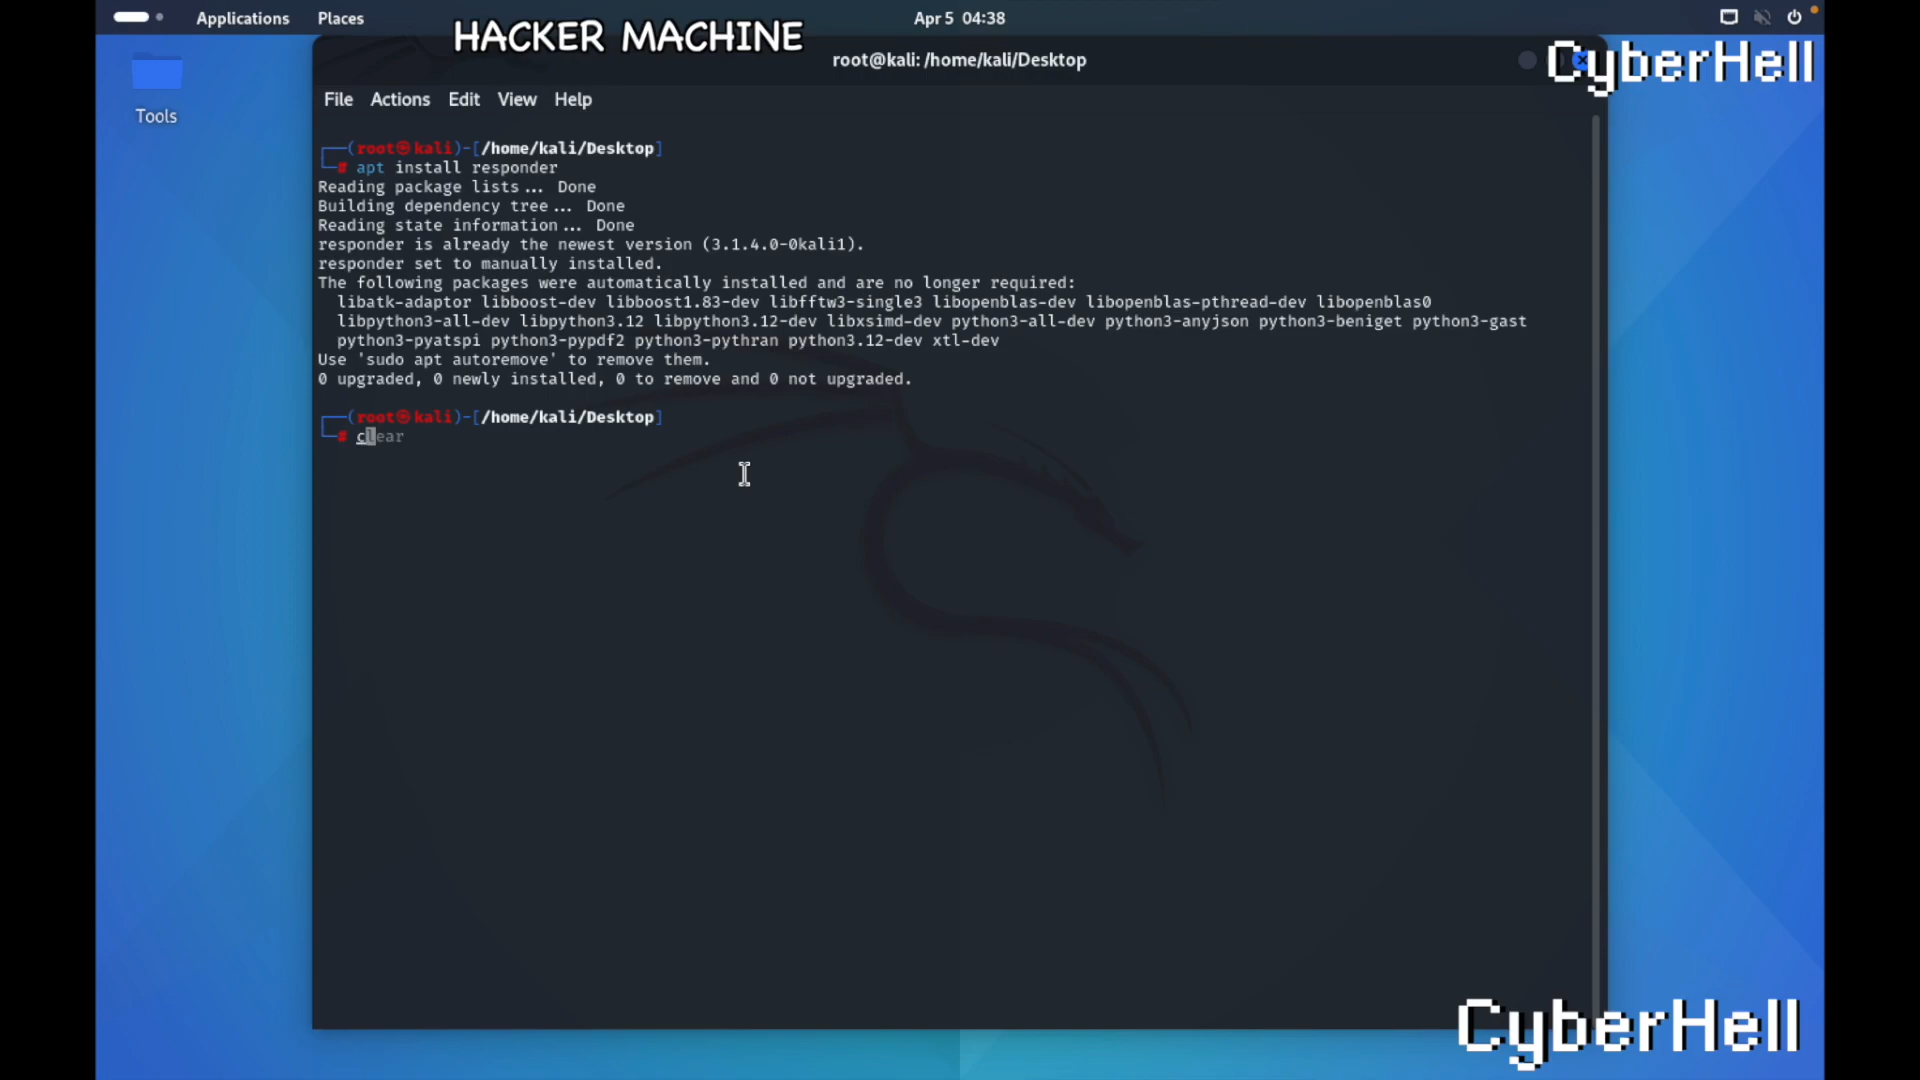 Applications Places
HACKER MACHINE
Apr 5 04:38
root@kali: /home/kali/Desktop
CyberHell
Tools
File Actions Edit View Help
┌──(root㉿kali)-[/home/kali/Desktop]
└─# apt install responder
Reading package lists... Done
Building dependency tree... Done
Reading state information... Done
responder is already the newest version (3.1.4.0-0kali1).
responder set to manually installed.
The following packages were automatically installed and are no longer required:
libatk-adaptor libboost-dev libboost1.83-dev libfftw3-single3 libopenblas-dev libopenblas-pthread-dev libopenblas0
libpython3-all-dev libpython3.12 libpython3.12-dev libxsimd-dev python3-all-dev python3-anyjson python3-beniget python3-gast
python3-pyatspi python3-pypdf2 python3-pythran python3.12-dev xtl-dev
Use 'sudo apt autoremove' to remove them.
0 upgraded, 0 newly installed, 0 to remove and 0 not upgraded.
┌──(root㉿kali)-[/home/kali/Desktop]
└─# clear
CyberHell